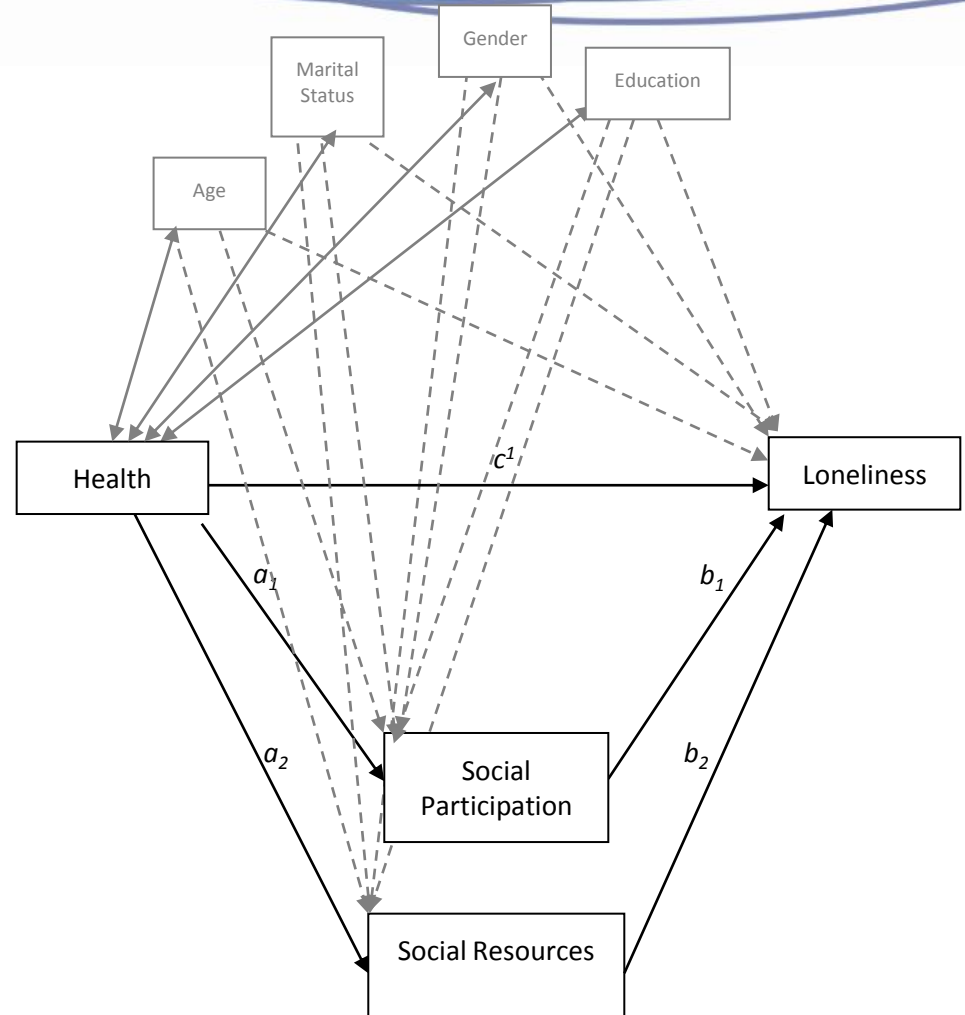 Gender
Marital
Status
Education
Age
Health
c¹
Loneliness
a₁
b₁
a₂
b₂
Social
Participation
Social Resources